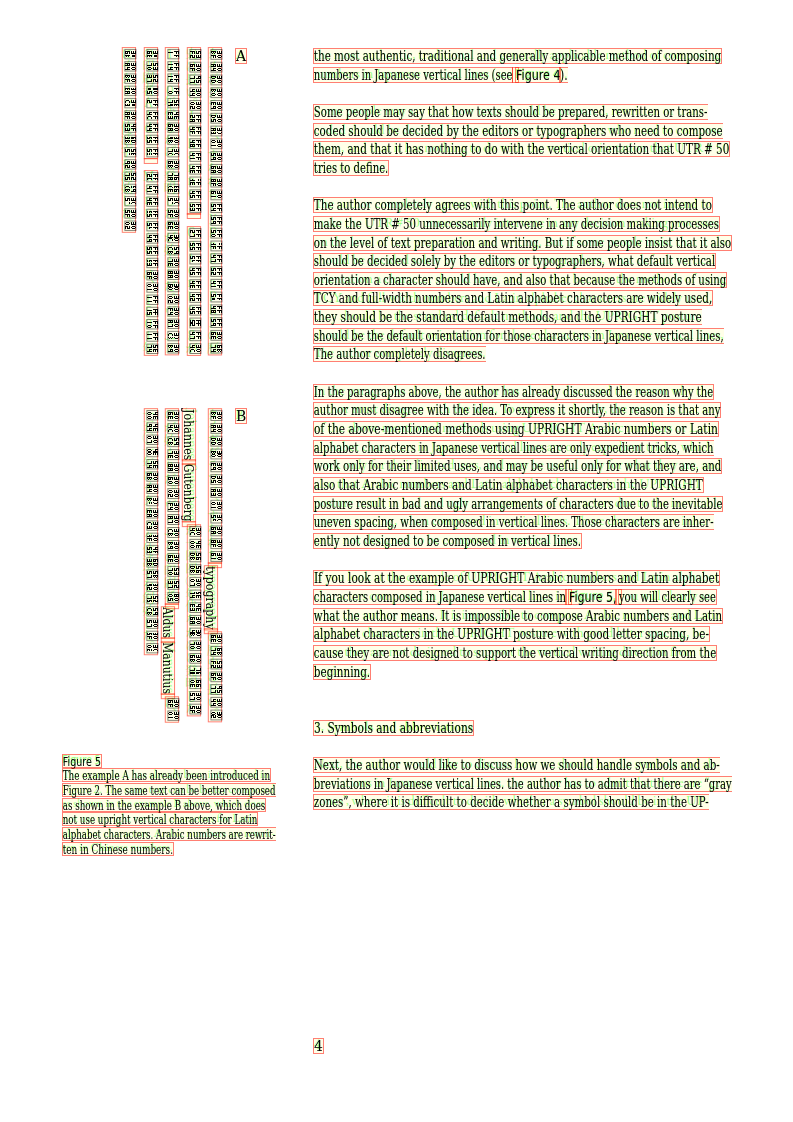 the most authentic, traditional and generally applicable method of composing
numbers in Japanese vertical lines (see Figure 4).
Some people may say that how texts should be prepared, rewritten or trans-
coded should be decided by the editors or typographers who need to compose
them, and that it has nothing to do with the vertical orientation that UTR # 50
tries to define.
The author completely agrees with this point. The author does not intend to
make the UTR # 50 unnecessarily intervene in any decision making processes
on the level of text preparation and writing. But if some people insist that it also
should be decided solely by the editors or typographers, what default vertical
orientation a character should have, and also that because the methods of using
TCY and full-width numbers and Latin alphabet characters are widely used,
they should be the standard default methods, and the UPRIGHT posture
should be the default orientation for those characters in Japanese vertical lines,
The author completely disagrees.
In the paragraphs above, the author has already discussed the reason why the
author must disagree with the idea. To express it shortly, the reason is that any
of the above-mentioned methods using UPRIGHT Arabic numbers or Latin
alphabet characters in Japanese vertical lines are only expedient tricks, which
work only for their limited uses, and may be useful only for what they are, and
also that Arabic numbers and Latin alphabet characters in the UPRIGHT
posture result in bad and ugly arrangements of characters due to the inevitable
uneven spacing, when composed in vertical lines. Those characters are inher-
ently not designed to be composed in vertical lines.
If you look at the example of UPRIGHT Arabic numbers and Latin alphabet
characters composed in Japanese vertical lines in Figure 5, you will clearly see
what the author means. It is impossible to compose Arabic numbers and Latin
alphabet characters in the UPRIGHT posture with good letter spacing, be-
cause they are not designed to support the vertical writing direction from the
beginning.
3. Symbols and abbreviations
Next, the author would like to discuss how we should handle symbols and ab-
breviations in Japanese vertical lines. the author has to admit that there are “gray
zones”, where it is difficult to decide whether a symbol should be in the UP-
A
B
typography
Johannes Gutenberg
Aldus Manutius
Figure 5
The example A has already been introduced in
Figure 2. The same text can be better composed
as shown in the example B above, which does
not use upright vertical characters for Latin
alphabet characters. Arabic numbers are rewrit-
ten in Chinese numbers.
4